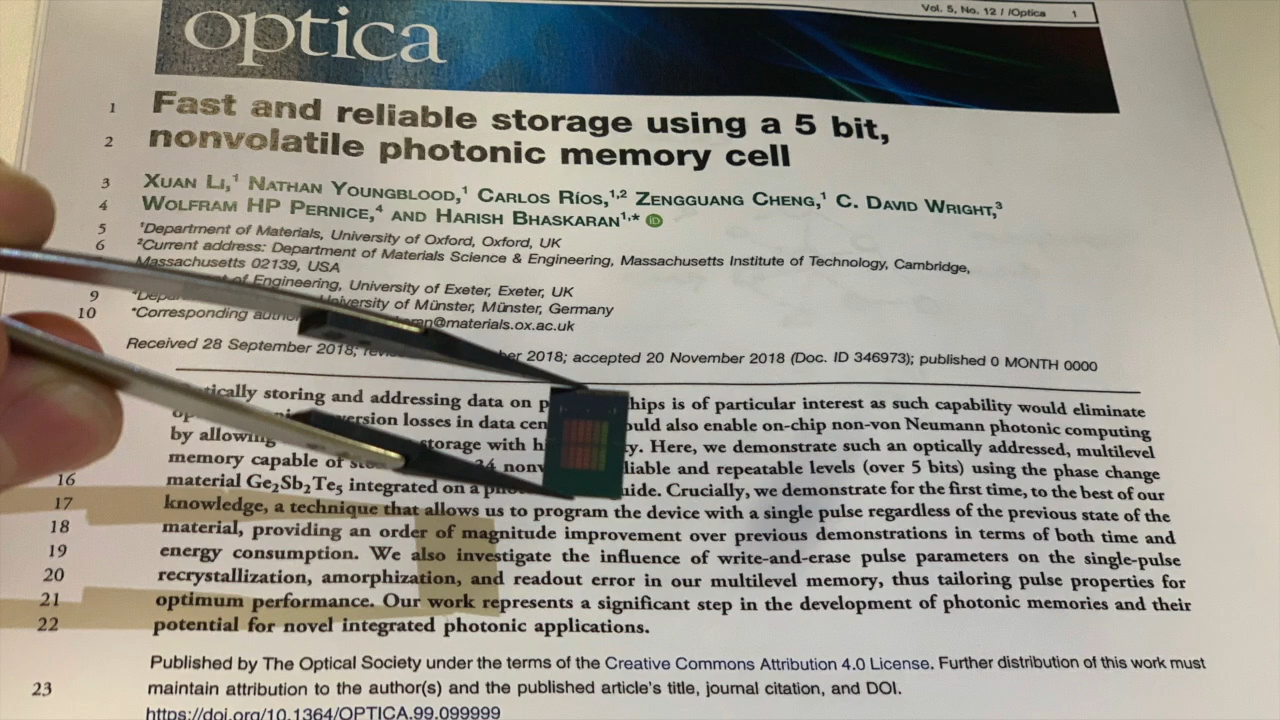 optica
Vol. 5, No. 12 / /Optica 1
1 Fast and reliable storage using a 5 bit,
2 nonvolatile photonic memory cell
3 Xuan Li,¹ Nathan Youngblood,¹ Carlos Ríos,¹,² Zengguang Cheng,¹ C. David Wright,³
4 Wolfram HP Pernice,⁴ and Harish Bhaskaran¹,* iD
5 ¹Department of Materials, University of Oxford, Oxford, UK
6 ²Current address: Department of Materials Science & Engineering, Massachusetts Institute of Technology, Cambridge,
Massachusetts 02139, USA
of Engineering, University of Exeter, Exeter, UK
9 University of Münster, Münster, Germany
10 *Corresponding @materials.ox.ac.uk
Received 28 September 2018; 2018; accepted 20 November 2018 (Doc. ID 346973); published 0 MONTH 0000
storing and addressing data on is of particular interest as such capability would eliminate
losses in data also enable on-chip non-von Neumann photonic computing
by storage with Here, we demonstrate such an optically addressed, multilevel
memory capable of and repeatable levels (over 5 bits) using the phase change
16 material Ge₂Sb₂Te₅ integrated on a Crucially, we demonstrate for the first time, to the best of our
17 knowledge, a technique that allows us to program the device with a single pulse regardless of the previous state of the
18 material, providing an order of magnitude improvement over previous demonstrations in terms of both time and
19 energy consumption. We also investigate the influence of write-and-erase pulse parameters on the single-pulse
20 recrystallization, amorphization, and readout error in our multilevel memory, thus tailoring pulse properties for
21 optimum performance. Our work represents a significant step in the development of photonic memories and their
22 potential for novel integrated photonic applications.
Published by The Optical Society under the terms of the Creative Commons Attribution 4.0 License. Further distribution of this work must
23 maintain attribution to the author(s) and the published article's title, journal citation, and DOI.
https://doi.org/10.1364/OPTICA.99.099999